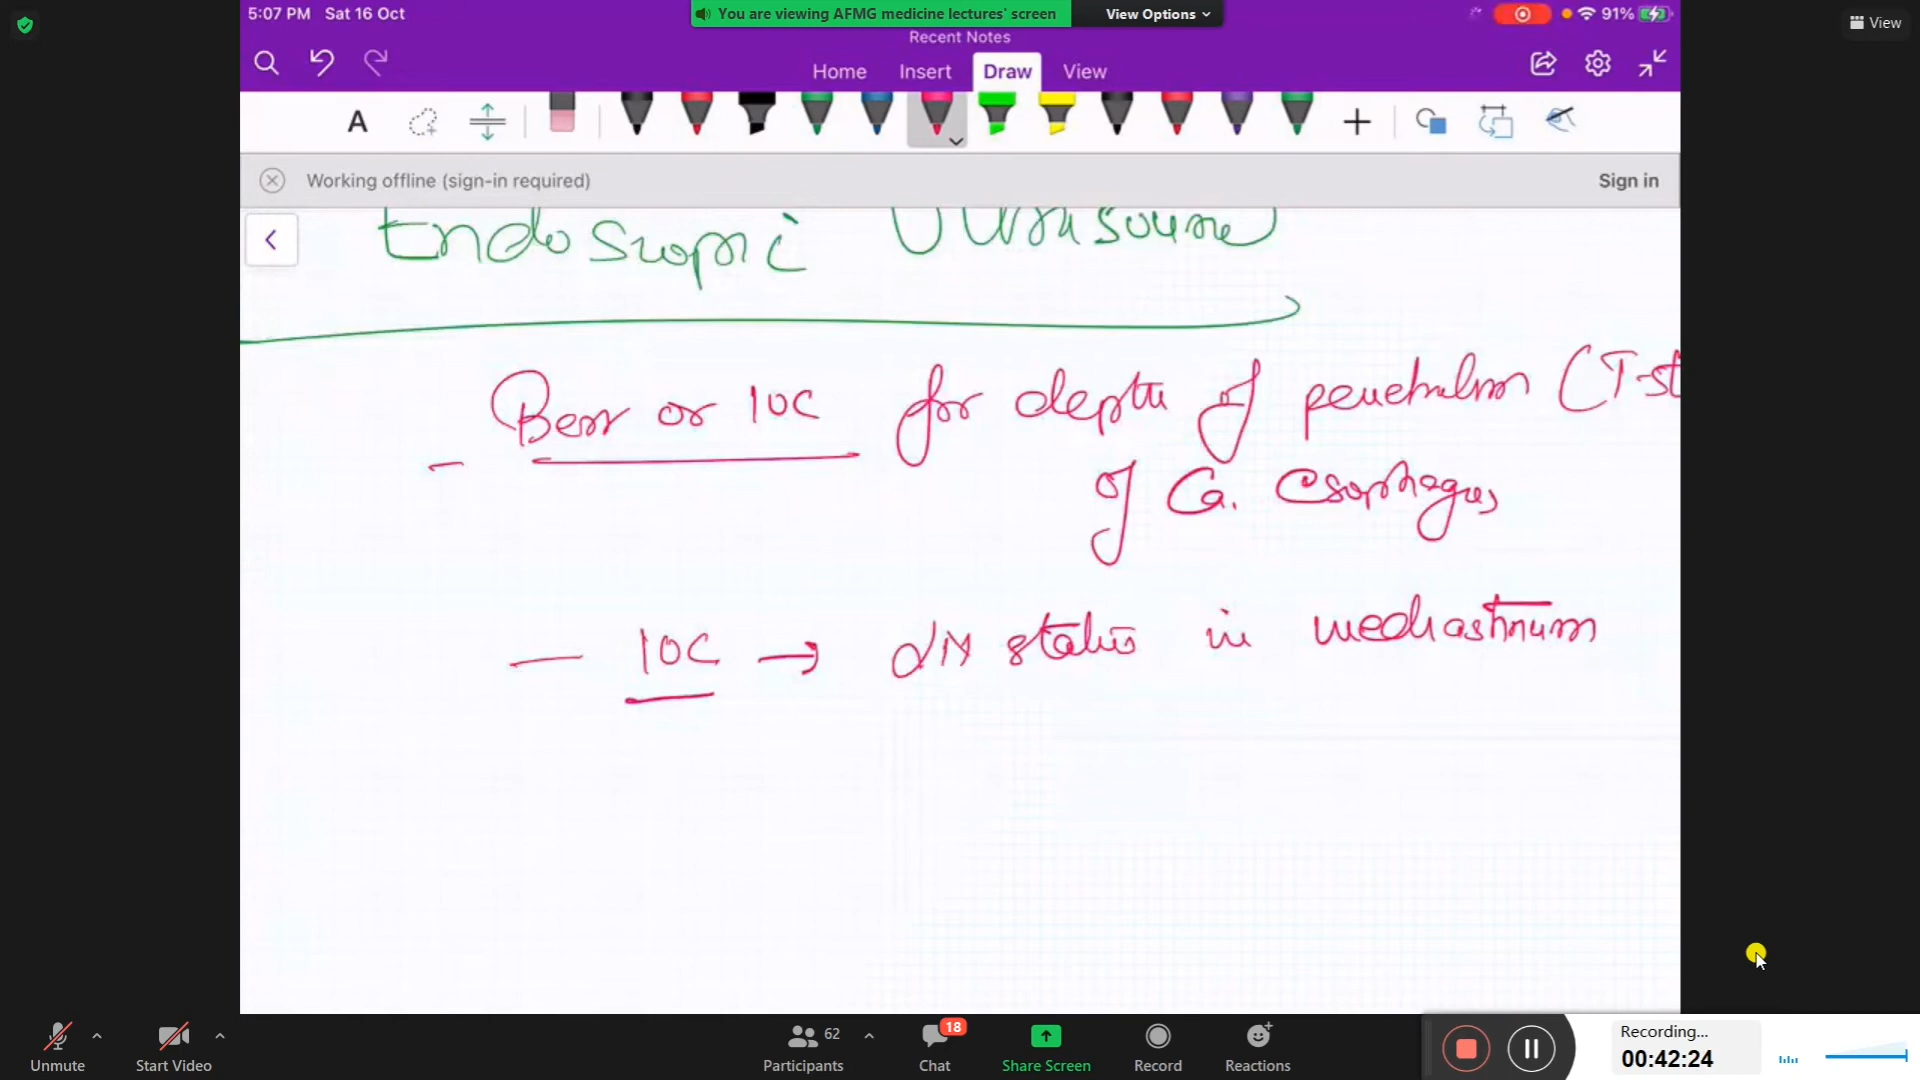 5:07 PM Sat 16 Oct
You are viewing AFMG medicine lectures' screen
View Options
91%
View
Recent Notes
Home Insert Draw View
A
Working offline (sign-in required)
Sign in
Endoscopic Ultrasound
- Best or IOC for depth of penetration (T-st
of Ca. Esophagus
- IOC → LN status in mediastinum
Unmute
Start Video
62
Participants
18
Chat
Share Screen
Record
Reactions
Recording...
00:42:24